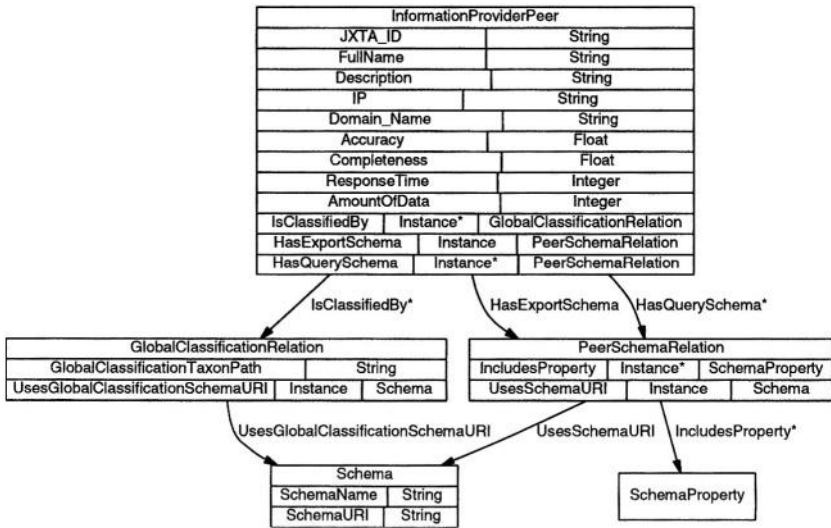 InformationProviderPeer
JXTA_ID String
FullName String
Description String
IP String
Domain_Name String
Accuracy Float
Completeness Float
ResponseTime Integer
AmountOfData Integer
IsClassifiedBy Instance* GlobalClassificationRelation
HasExportSchema Instance PeerSchemaRelation
HasQuerySchema Instance* PeerSchemaRelation
IsClassifiedBy* HasExportSchema HasQuerySchema*
GlobalClassificationRelation PeerSchemaRelation
GlobalClassificationTaxonPath String IncludesProperty Instance* SchemaProperty
UsesGlobalClassificationSchemaURI Instance Schema UsesSchemaURI Instance Schema
UsesGlobalClassificationSchemaURI UsesSchemaURI IncludesProperty*
Schema
SchemaName String SchemaProperty
SchemaURI String